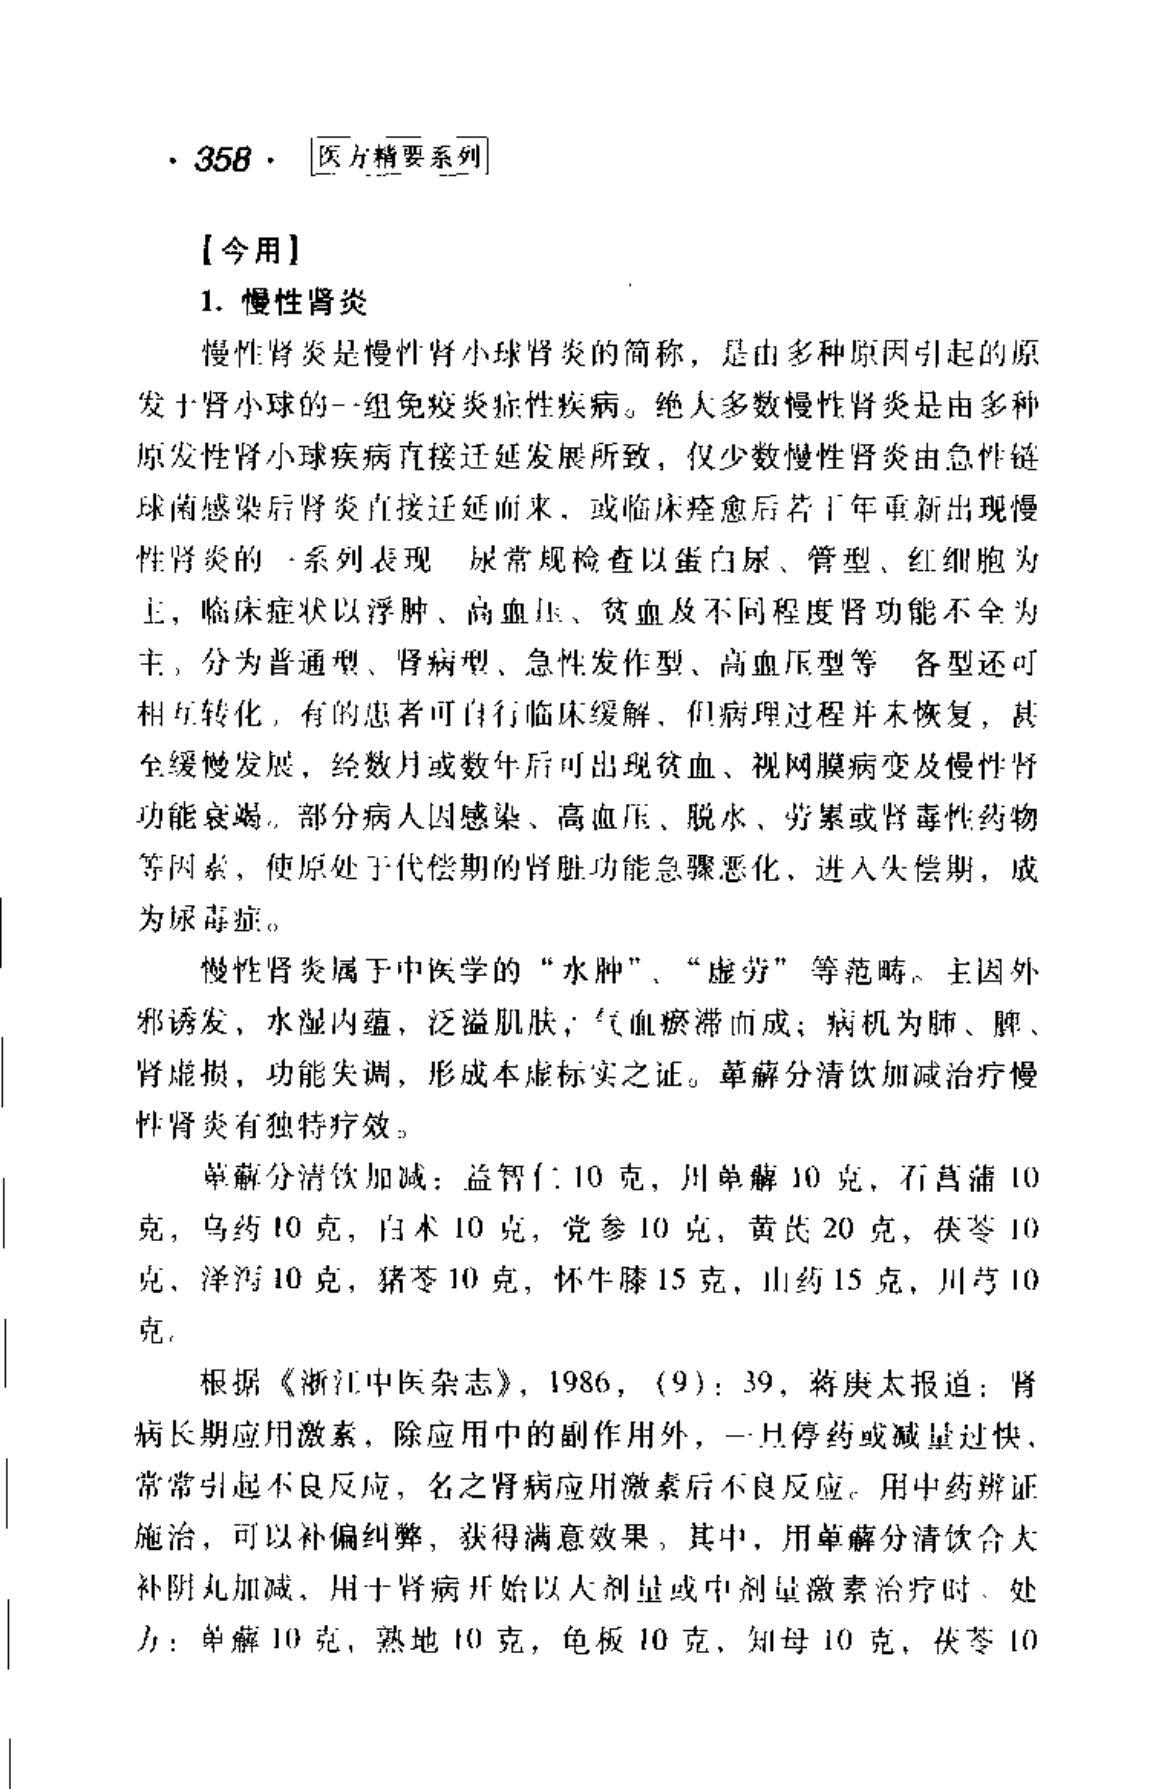 · 358 · 医方精要系列
【今用】
1. 慢性肾炎
慢性肾炎是慢性肾小球肾炎的简称，是由多种原因引起的原
发于肾小球的一组免疫炎症性疾病。绝大多数慢性肾炎是由多种
原发性肾小球疾病直接迁延发展所致，仅少数慢性肾炎由急性链
球菌感染后肾炎直接迁延而来，或临床痊愈后若干年重新出现慢
性肾炎的一系列表现 尿常规检查以蛋白尿、管型、红细胞为
主，临床症状以浮肿、高血压、贫血及不同程度肾功能不全为
主。分为普通型、肾病型、急性发作型、高血压型等 各型还可
相互转化。有的患者可自行临床缓解，但病理过程并未恢复，甚
至缓慢发展，经数月或数年后可出现贫血、视网膜病变及慢性肾
功能衰竭。部分病人因感染、高血压、脱水、劳累或肾毒性药物
等因素，使原处于代偿期的肾脏功能急骤恶化，进入失偿期，成
为尿毒症。
慢性肾炎属于中医学的“水肿”、“虚劳”等范畴。主因外
邪诱发，水湿内蕴，泛溢肌肤，气血瘀滞而成；病机为肺、脾、
肾虚损，功能失调，形成本虚标实之证。萆薢分清饮加减治疗慢
性肾炎有独特疗效。
萆薢分清饮加减：益智仁 10 克，川萆薢 10 克，石菖蒲 10
克，乌药 10 克，白术 10 克，党参 10 克，黄芪 20 克，茯苓 10
克，泽泻 10 克，猪苓 10 克，怀牛膝 15 克，山药 15 克，川芎 10
克。
根据《浙江中医杂志》，1986，（9）：39，蒋庚太报道：肾
病长期应用激素，除应用中的副作用外，一旦停药或减量过快，
常常引起不良反应，名之肾病应用激素后不良反应。用中药辨证
施治，可以补偏纠弊，获得满意效果。其中，用萆薢分清饮合大
补阴丸加减，用于肾病开始以大剂量或中剂量激素治疗时。处
方：萆薢 10 克，熟地 10 克，龟板 10 克，知母 10 克，茯苓 10